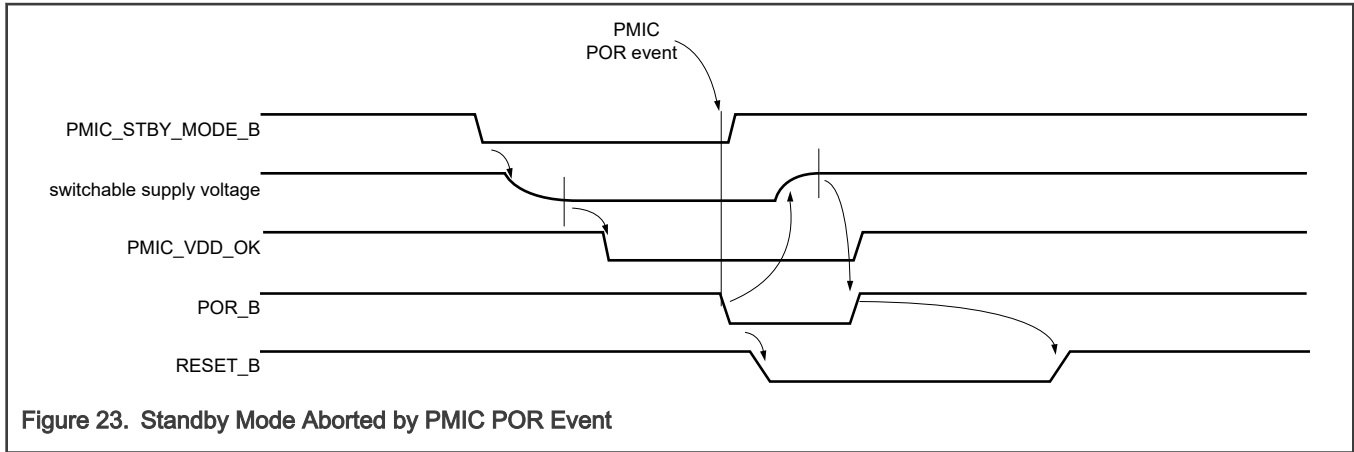 PMIC
POR event
PMIC_STBY_MODE_B
switchable supply voltage
PMIC_VDD_OK
POR_B
RESET_B
Figure 23. Standby Mode Aborted by PMIC POR Event